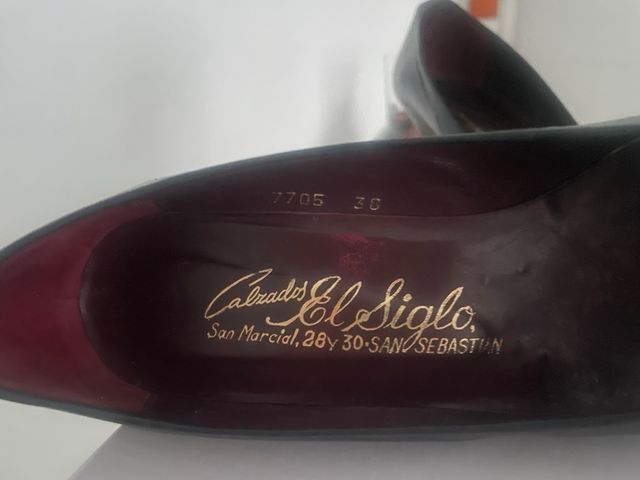 7705 38
Calzados El Siglo,
San Marcial, 28 y 30·SAN SEBASTIAN